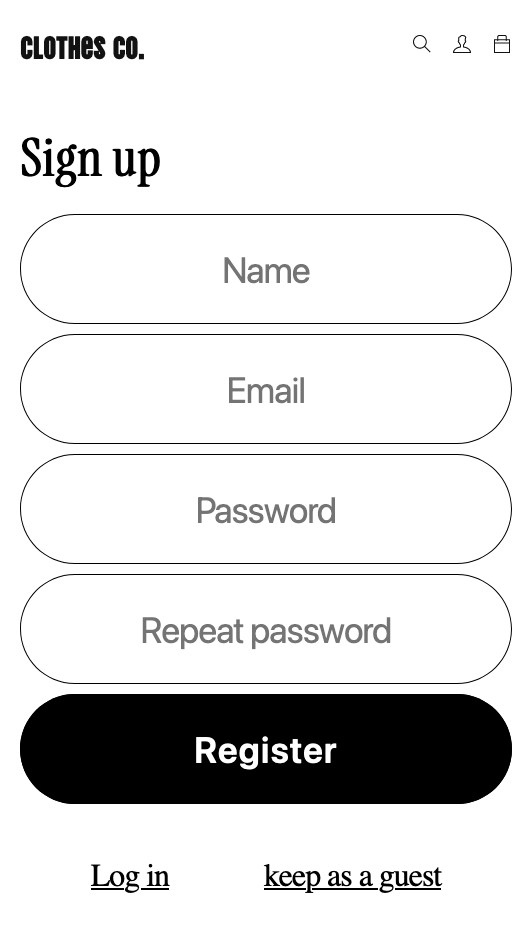 CLOTHeS CO.
Sign up
Name
Email
Password
Repeat password
Register
Log in keep as a guest